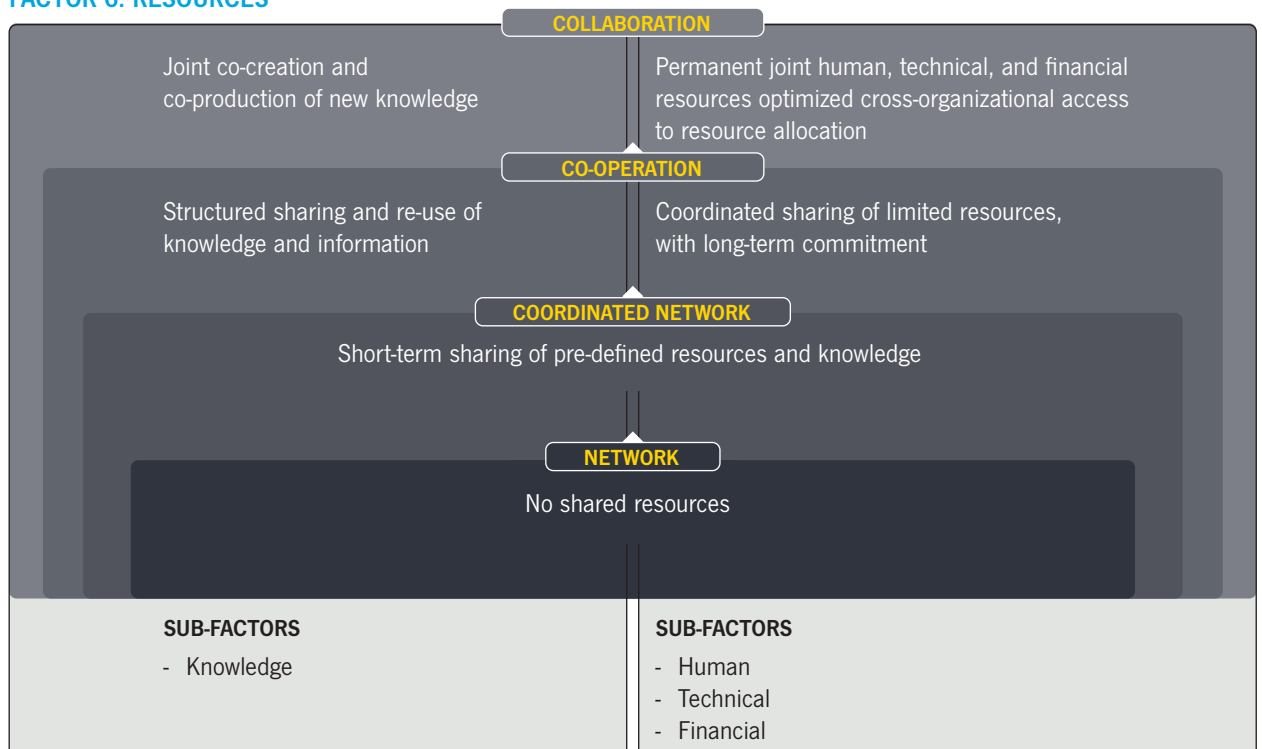 FACTOR 6: RESOURCES
COLLABORATION
Joint co-creation and
co-production of new knowledge
Permanent joint human, technical, and financial
resources optimized cross-organizational access
to resource allocation
CO-OPERATION
Structured sharing and re-use of
knowledge and information
Coordinated sharing of limited resources,
with long-term commitment
COORDINATED NETWORK
Short-term sharing of pre-defined resources and knowledge
NETWORK
No shared resources
SUB-FACTORS
- Knowledge
SUB-FACTORS
- Human
- Technical
- Financial